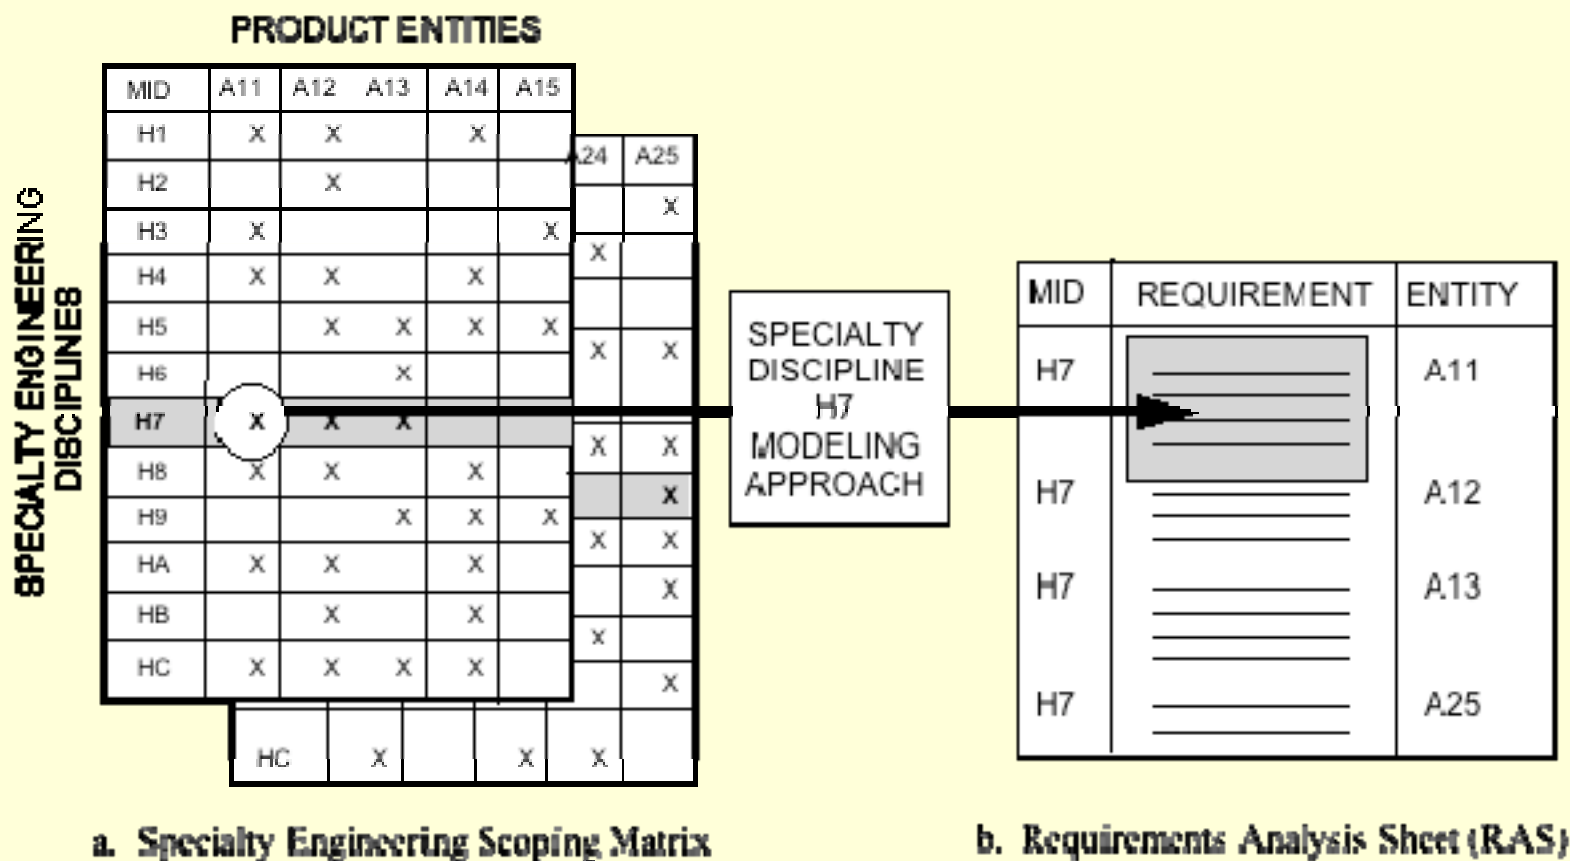 PRODUCT ENTITIES
SPECIALTY ENGINEERING
DISCIPLINES
MID A11 A12 A13 A14 A15
H1 X X X
H2 X
H3 X X
H4 X X X
H5 X X X X
H6 X
H7 X X X
H8 X X X
H9 X X X
HA X X X
HB X
HC X X X X
A24 A25
X
X
X X
X X
X
X X
X
X
X
HC X X X
SPECIALTY
DISCIPLINE
H7
MODELING
APPROACH
MID REQUIREMENT ENTITY
H7 A11
H7 A12
H7 A13
H7 A25
a. Specialty Engineering Scoping Matrix
b. Requirements Analysis Sheet (RAS)